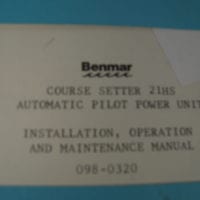 Benmar
COURSE SETTER 21HS
AUTOMATIC PILOT POWER UNIT
INSTALLATION, OPERATION
AND MAINTENANCE MANUAL
098-0320